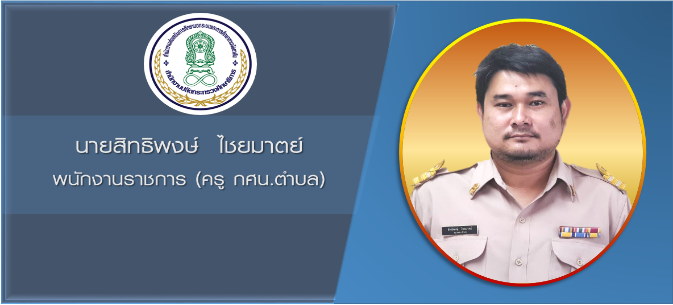 นายสิทธิพงษ์ ไชยมาตย์
พนักงานราชการ (ครู กศน.ตำบล)